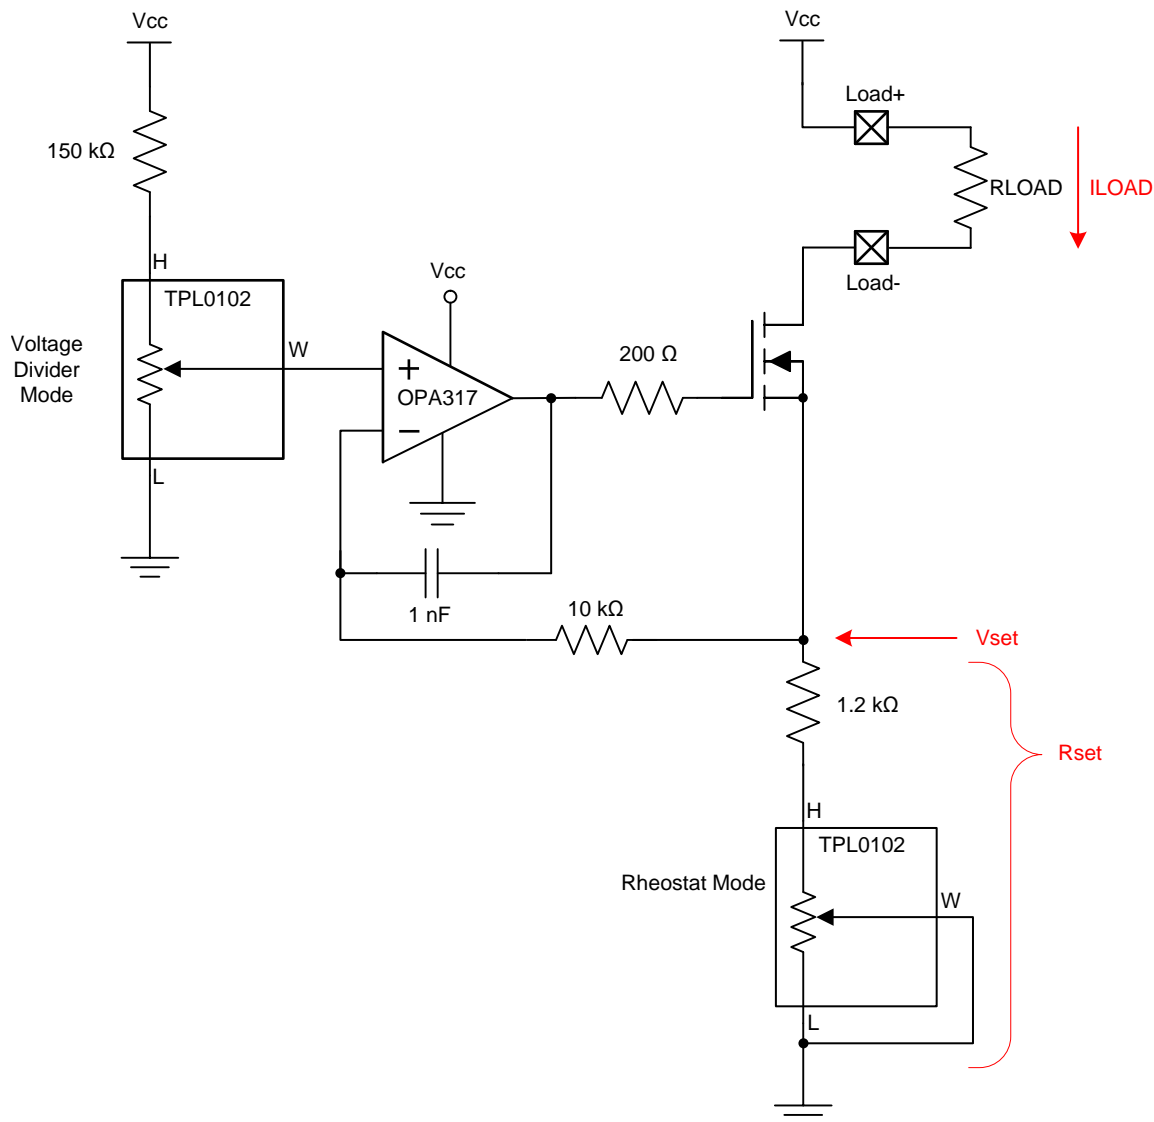 Vcc
Vcc
Load+
150 kΩ
RLOAD
ILOAD
H
Vcc
Load-
TPL0102
Voltage
Divider
Mode
W
200 Ω
+
OPA317
−
L
1 nF
10 kΩ
Vset
1.2 kΩ
Rset
H
TPL0102
Rheostat Mode
W
L